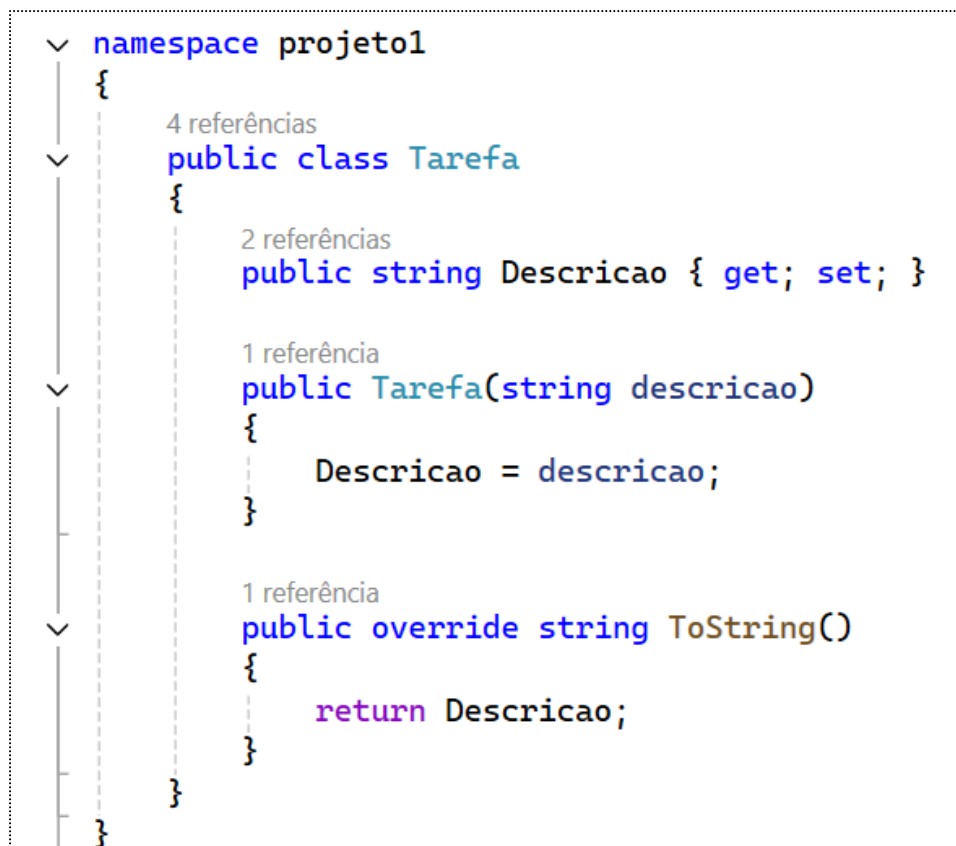 namespace projeto1
{
4 referências
public class Tarefa
{
2 referências
public string Descricao { get; set; }
1 referência
public Tarefa(string descricao)
{
Descricao = descricao;
}
1 referência
public override string ToString()
{
return Descricao;
}
}
}